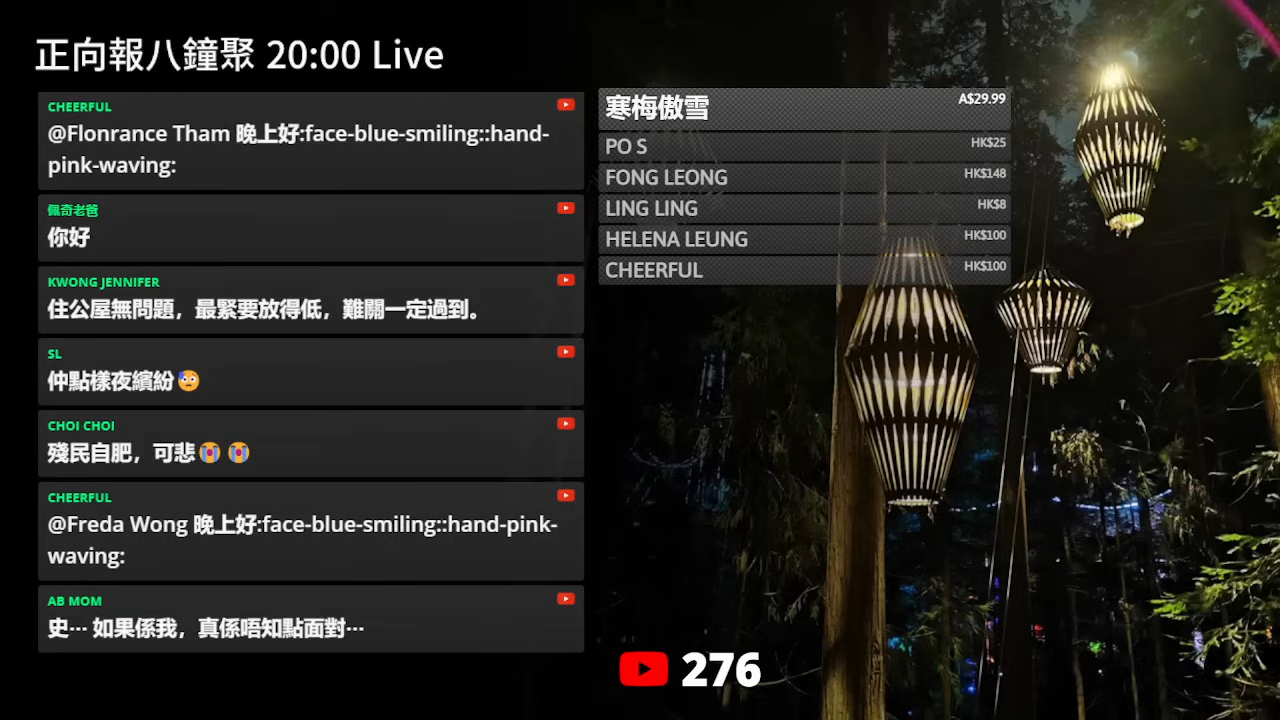 正向報八鐘聚 20:00 Live
CHEERFUL
@Flonrance Tham 晚上好:face-blue-smiling::hand-
pink-waving:
佩奇老爸
你好
KWONG JENNIFER
住公屋無問題，最緊要放得低，難關一定過到。
SL
仲點樣夜繽紛😳
CHOI CHOI
殘民自肥，可悲😭😭
CHEERFUL
@Freda Wong 晚上好:face-blue-smiling::hand-pink-
waving:
AB MOM
史⋯ 如果係我，真係唔知點面對⋯
寒梅傲雪 A$29.99
PO S HK$25
FONG LEONG HK$148
LING LING HK$8
HELENA LEUNG HK$100
CHEERFUL HK$100
276